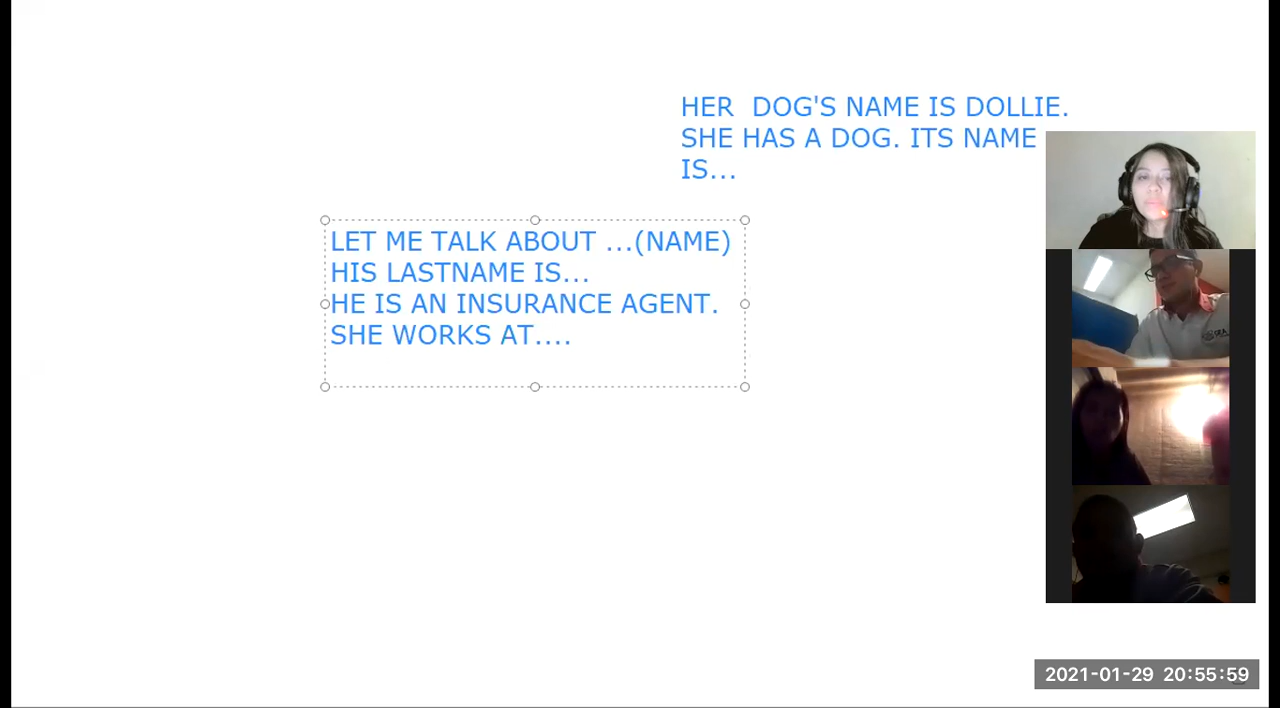 HER DOG'S NAME IS DOLLIE.
SHE HAS A DOG. ITS NAME
IS...
LET ME TALK ABOUT ...(NAME)
HIS LASTNAME IS...
HE IS AN INSURANCE AGENT.
SHE WORKS AT....
2021-01-29 20:55:59